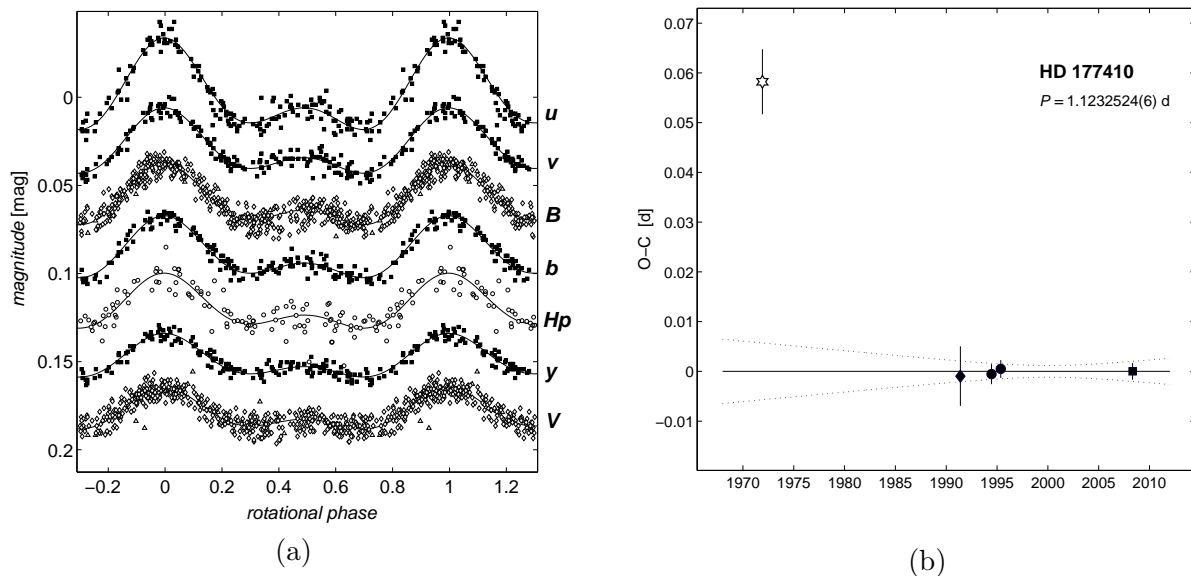 magnitude [mag]
0
0.05
0.1
0.15
0.2
u
v
B
b
Hp
y
V
−0.2 0 0.2 0.4 0.6 0.8 1 1.2
rotational phase
(a)
O−C [d]
0.07
0.06
0.05
0.04
0.03
0.02
0.01
0
−0.01
HD 177410
P = 1.1232524(6) d
1970 1975 1980 1985 1990 1995 2000 2005 2010
(b)